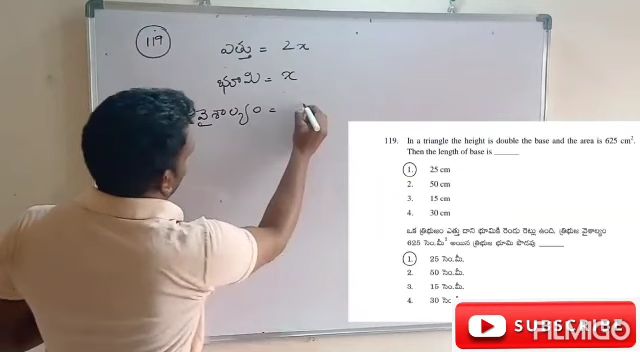 119
ఎత్తు = 2x
భూమి = x
వైశాల్యం =
119. In a triangle the height is double the base and the area is 625 cm².
Then the length of base is ______
1. 25 cm
2. 50 cm
3. 15 cm
4. 30 cm
ఒక త్రిభుజం ఎత్తు దాని భూమికి రెండు రెట్లు ఉంది. త్రిభుజ వైశాల్యం
625 సెం.మీ² అయిన త్రిభుజ భూమి పొడవు ______
1. 25 సెం.మీ.
2. 50 సెం.మీ.
3. 15 సెం.మీ.
4. 30 సెం
SUBSCRIBE
FILMIGO